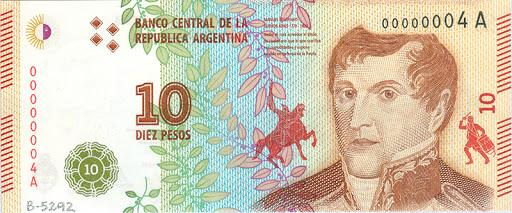 BANCO CENTRAL DE LA
REPUBLICA ARGENTINA
00000004 A
10
DIEZ PESOS
00000004A
10
10
B-5292